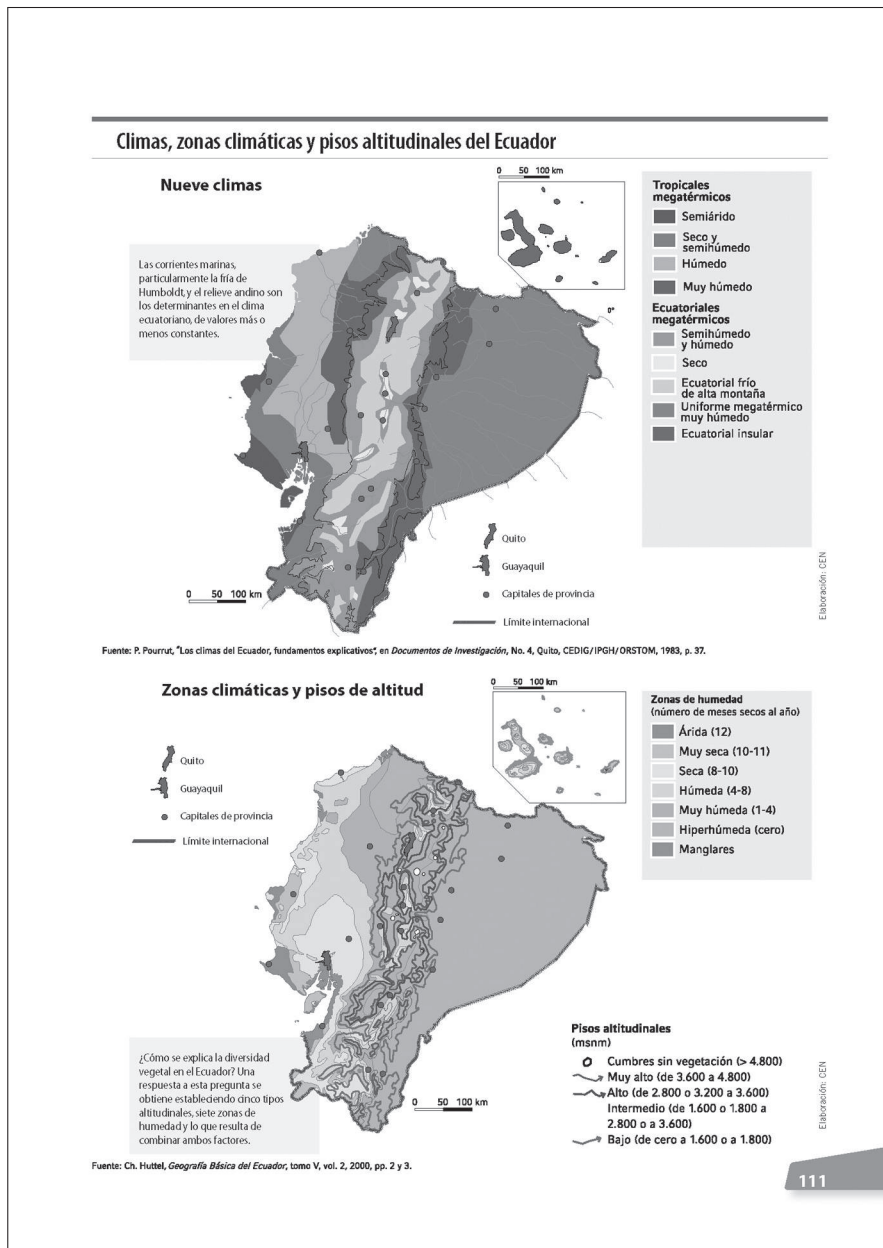 Climas, zonas climáticas y pisos altitudinales del Ecuador
Nueve climas
0 50 100 km
Las corrientes marinas,
particularmente la fría de
Humboldt, y el relieve andino son
los determinantes en el clima
ecuatoriano, de valores más o
menos constantes.
0°
Tropicales
megatérmicos
Semiárido
Seco y
semihúmedo
Húmedo
Muy húmedo
Ecuatoriales
megatérmicos
Semihúmedo
y húmedo
Seco
Ecuatorial frío
de alta montaña
Uniforme megatérmico
muy húmedo
Ecuatorial insular
Quito
Guayaquil
Capitales de provincia
Límite internacional
0 50 100 km
Elaboración: CEN
Fuente: P. Pourrut, "Los climas del Ecuador, fundamentos explicativos", en Documentos de Investigación, No. 4, Quito, CEDIG/IPGH/ORSTOM, 1983, p. 37.
Zonas climáticas y pisos de altitud
0 50 100 km
Quito
Guayaquil
Capitales de provincia
Límite internacional
Zonas de humedad
(número de meses secos al año)
Árida (12)
Muy seca (10-11)
Seca (8-10)
Húmeda (4-8)
Muy húmeda (1-4)
Hiperhúmeda (cero)
Manglares
¿Cómo se explica la diversidad
vegetal en el Ecuador? Una
respuesta a esta pregunta se
obtiene estableciendo cinco tipos
altitudinales, siete zonas de
humedad y lo que resulta de
combinar ambos factores.
0 50 100 km
Pisos altitudinales
(msnm)
Cumbres sin vegetación (> 4.800)
Muy alto (de 3.600 a 4.800)
Alto (de 2.800 o 3.200 a 3.600)
Intermedio (de 1.600 o 1.800 a
2.800 o a 3.600)
Bajo (de cero a 1.600 o a 1.800)
Elaboración: CEN
Fuente: Ch. Huttel, Geografía Básica del Ecuador, tomo V, vol. 2, 2000, pp. 2 y 3.
111